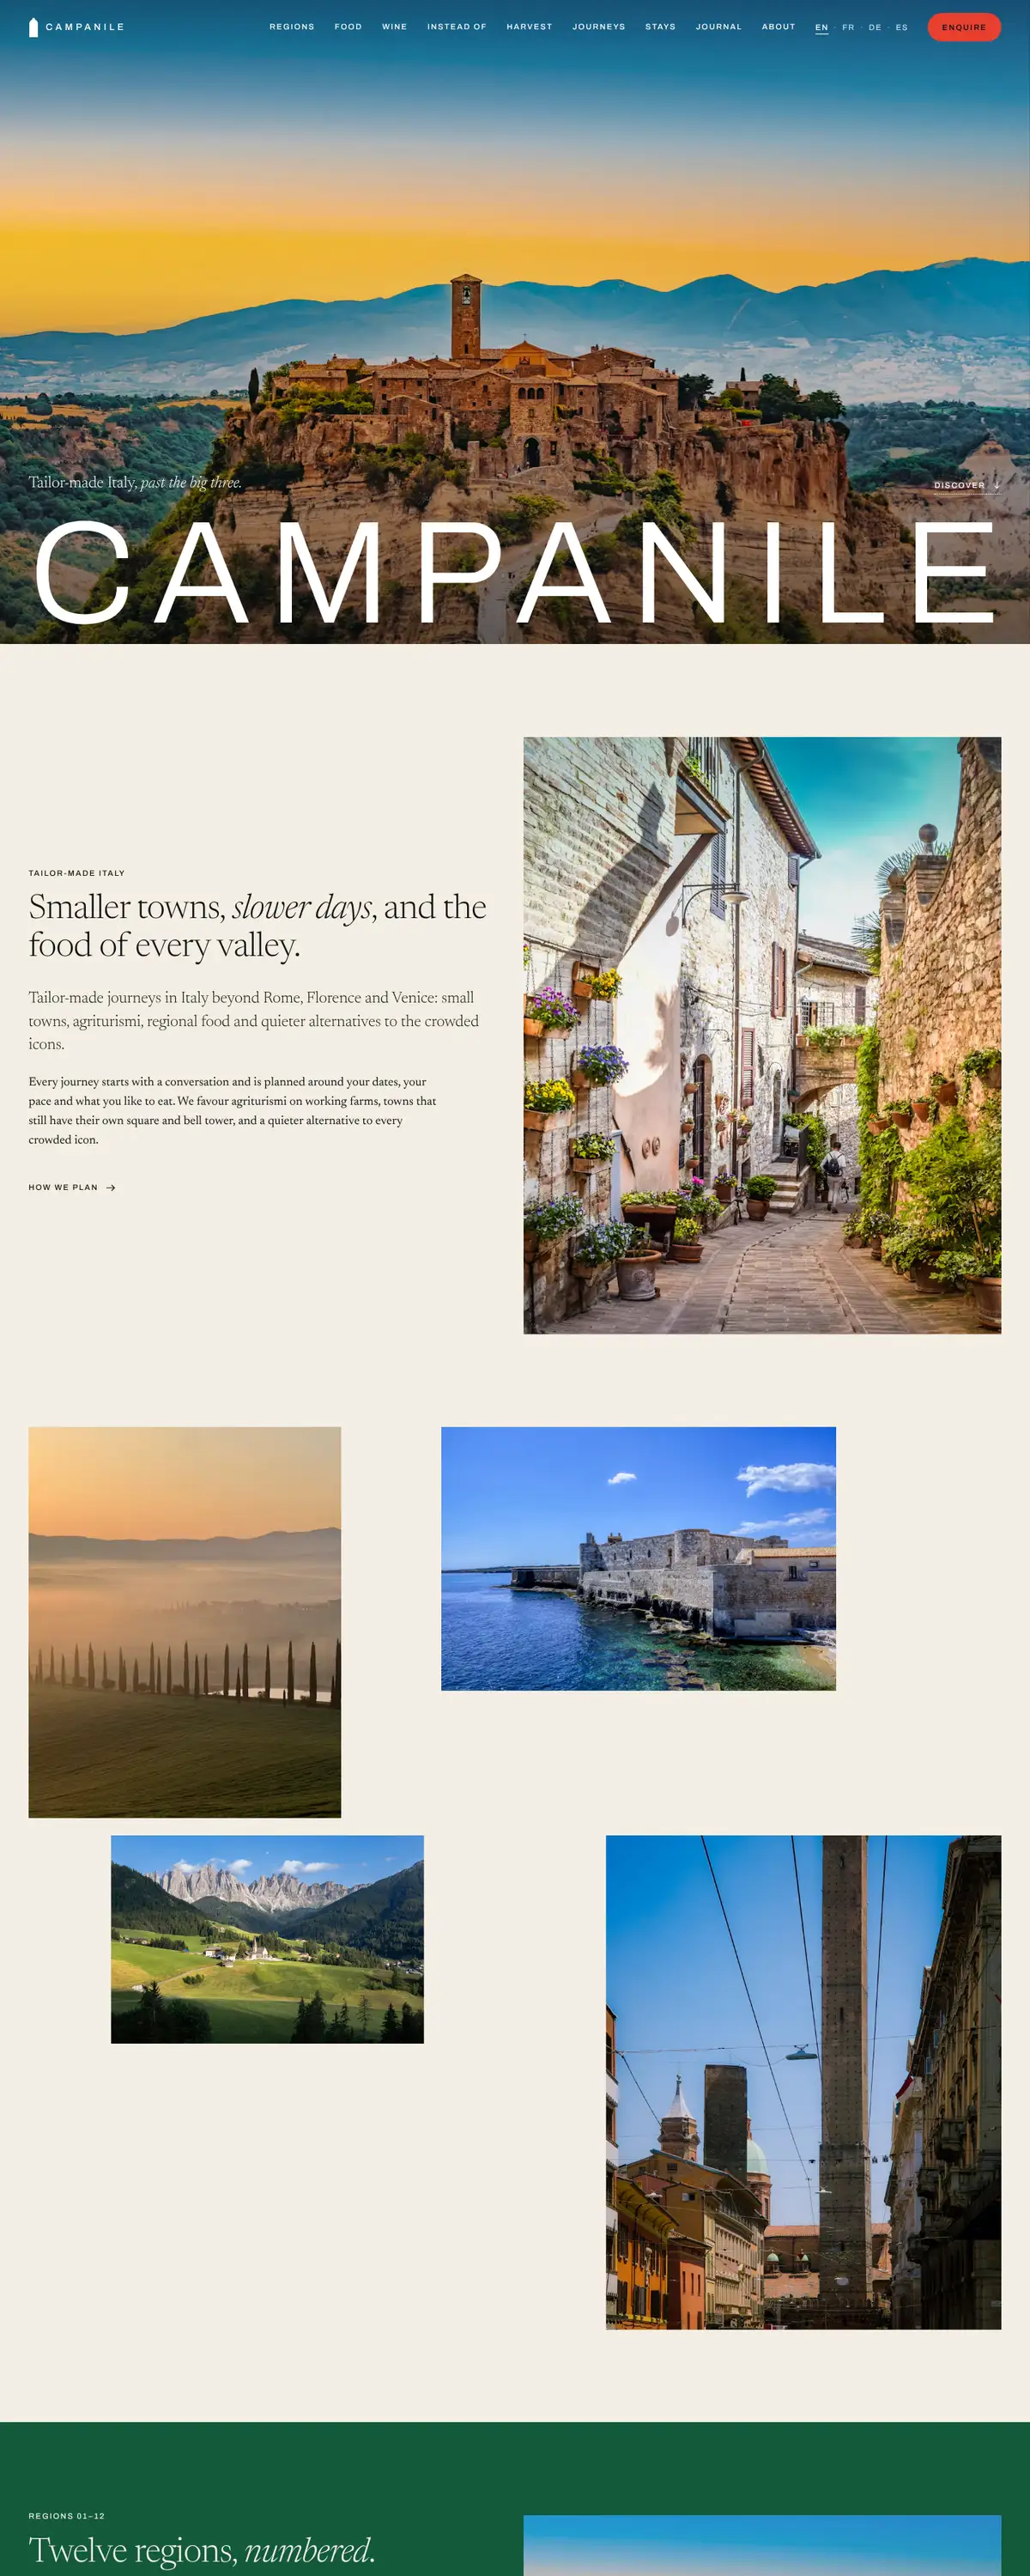 CAMPANILE
REGIONS FOOD WINE INSTEAD OF HARVEST JOURNEYS STAYS JOURNAL ABOUT EN · FR · DE · ES ENQUIRE
Tailor-made Italy, past the big three.
DISCOVER ↓
CAMPANILE
TAILOR-MADE ITALY
Smaller towns, slower days, and the
food of every valley.
Tailor-made journeys in Italy beyond Rome, Florence and Venice: small
towns, agriturismi, regional food and quieter alternatives to the crowded
icons.
Every journey starts with a conversation and is planned around your dates, your
pace and what you like to eat. We favour agriturismi on working farms, towns that
still have their own square and bell tower, and a quieter alternative to every
crowded icon.
HOW WE PLAN →
REGIONS 01–12
Twelve regions, numbered.